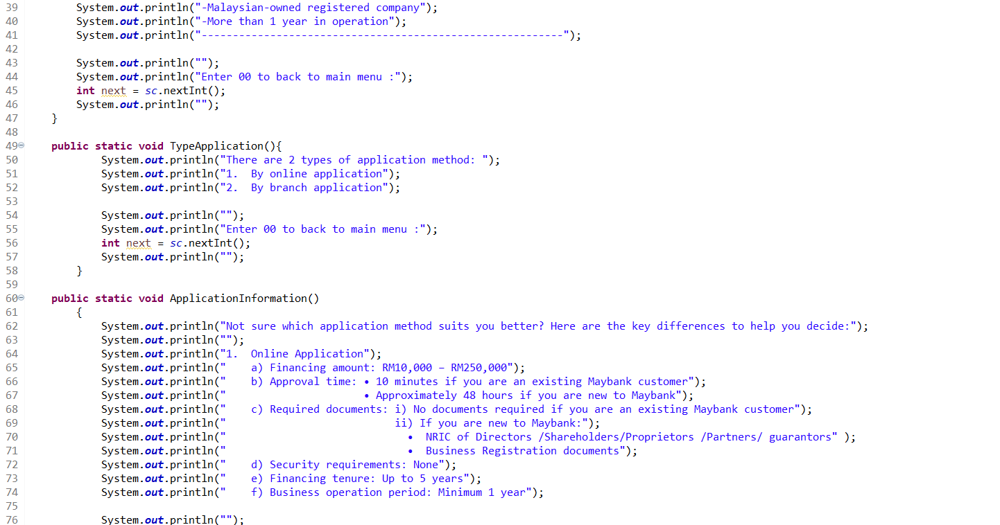 39 System.out.println("-Malaysian-owned registered company");
40 System.out.println("-More than 1 year in operation");
41 System.out.println("----------------------------------------------------------");
42
43 System.out.println("");
44 System.out.println("Enter 00 to back to main menu :");
45 int next = sc.nextInt();
46 System.out.println("");
47 }
48
49 public static void TypeApplication(){
50 System.out.println("There are 2 types of application method: ");
51 System.out.println("1.  By online application");
52 System.out.println("2.  By branch application");
53
54 System.out.println("");
55 System.out.println("Enter 00 to back to main menu :");
56 int next = sc.nextInt();
57 System.out.println("");
58 }
59
60 public static void ApplicationInformation()
61 {
62 System.out.println("Not sure which application method suits you better? Here are the key differences to help you decide:");
63 System.out.println("");
64 System.out.println("1.  Online Application");
65 System.out.println("    a) Financing amount: RM10,000 – RM250,000");
66 System.out.println("    b) Approval time: • 10 minutes if you are an existing Maybank customer");
67 System.out.println("                      • Approximately 48 hours if you are new to Maybank");
68 System.out.println("    c) Required documents: i) No documents required if you are an existing Maybank customer");
69 System.out.println("                           ii) If you are new to Maybank:");
70 System.out.println("                             •  NRIC of Directors /Shareholders/Proprietors /Partners/ guarantors" );
71 System.out.println("                             •  Business Registration documents");
72 System.out.println("    d) Security requirements: None");
73 System.out.println("    e) Financing tenure: Up to 5 years");
74 System.out.println("    f) Business operation period: Minimum 1 year");
75
76 System.out.println("");